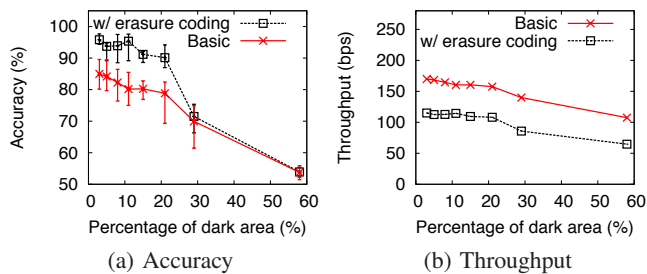 100
90
80
70
60
50
0 10 20 30 40 50 60
Accuracy (%)
Percentage of dark area (%)
w/ erasure coding
Basic
(a) Accuracy
250
200
150
100
50
0
0 10 20 30 40 50 60
Throughput (bps)
Percentage of dark area (%)
Basic
w/ erasure coding
(b) Throughput